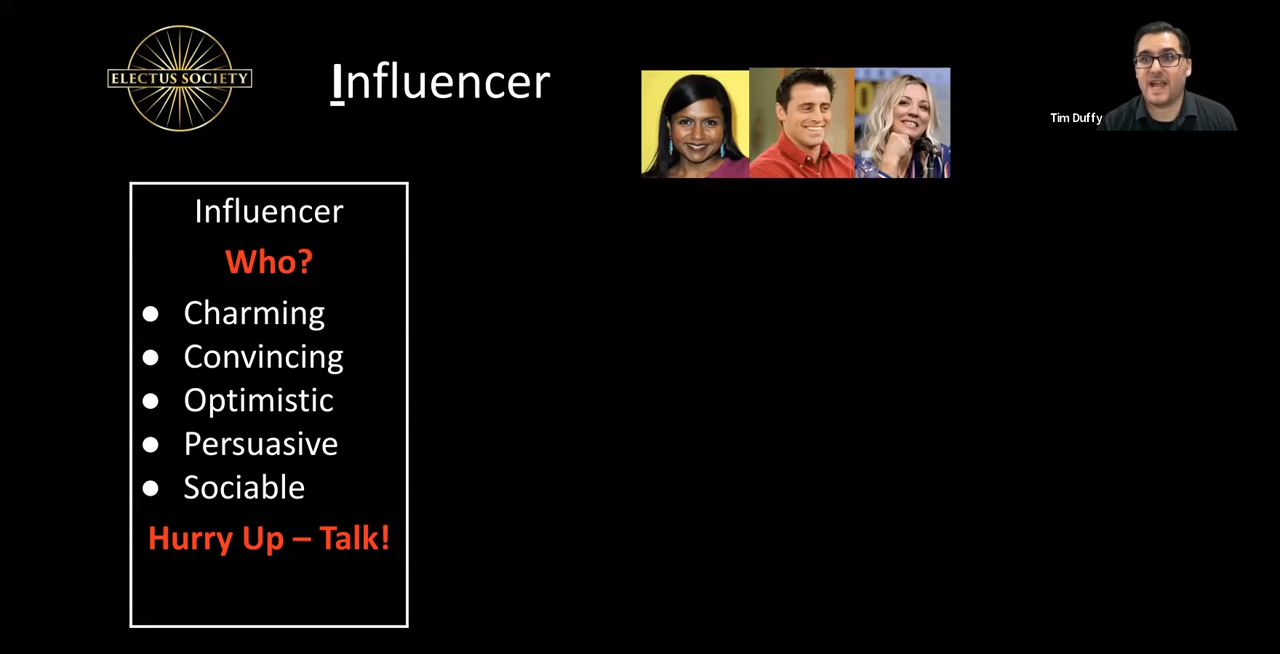 ELECTUS SOCIETY
Influencer
Tim Duffy
Influencer
Who?
● Charming
● Convincing
● Optimistic
● Persuasive
● Sociable
Hurry Up – Talk!